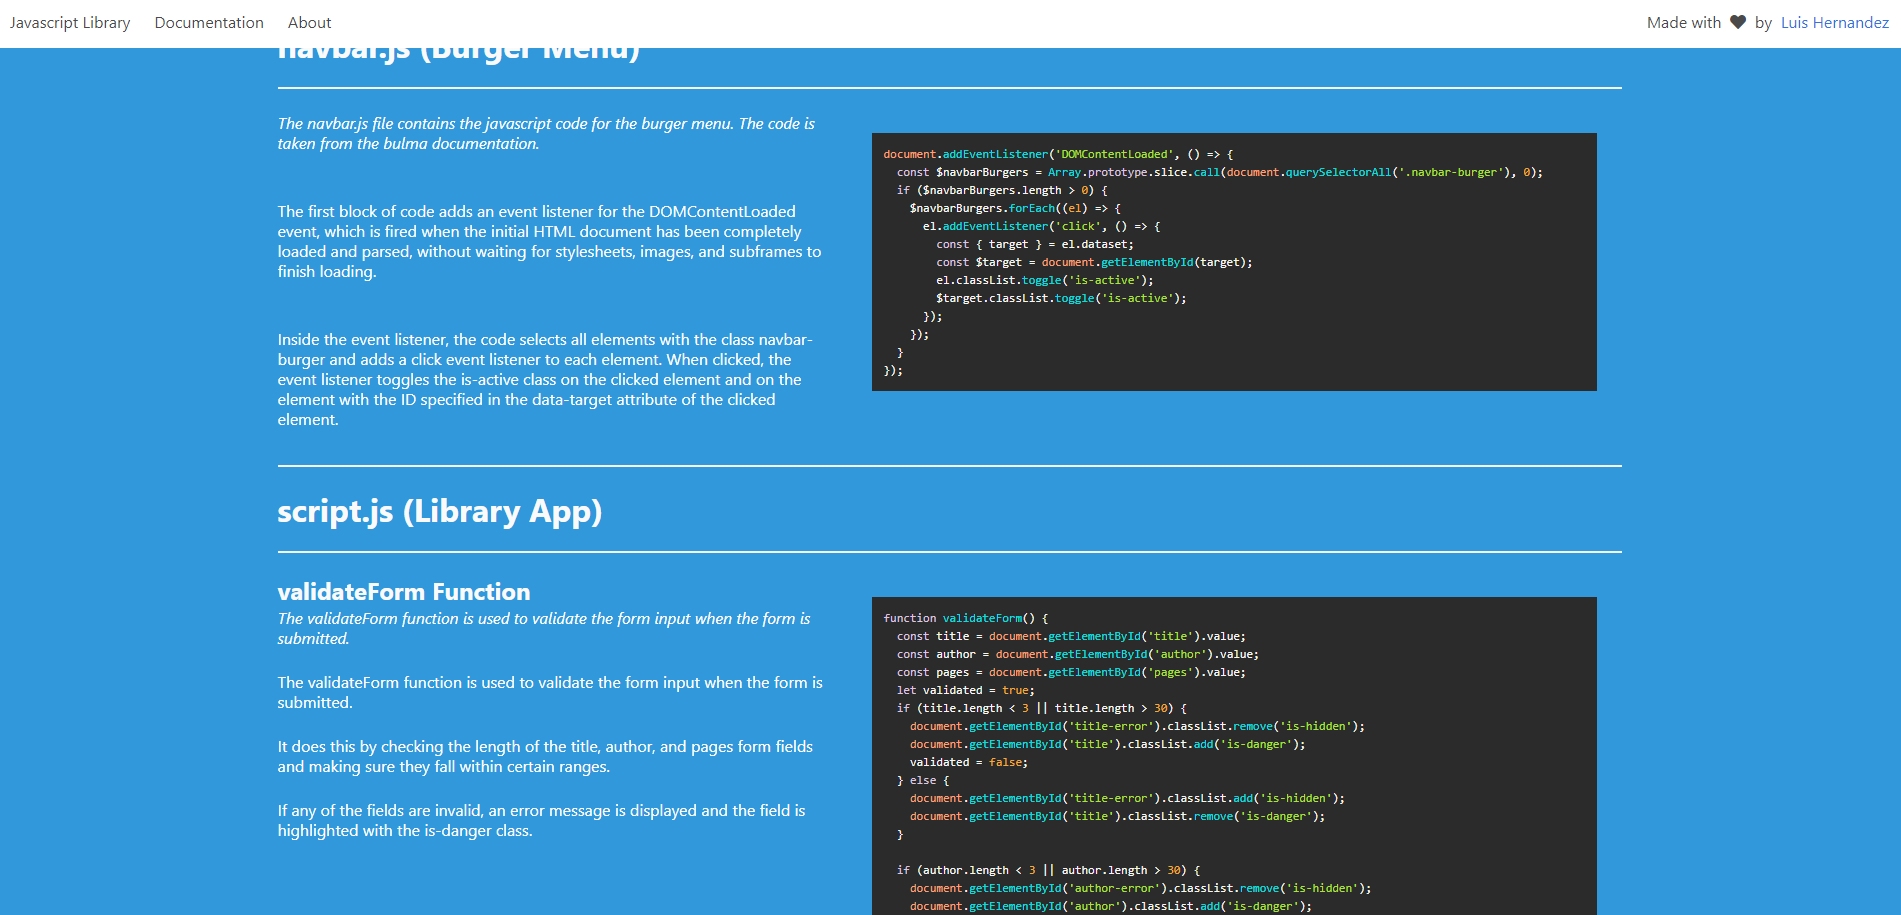 Javascript Library Documentation About Made with by Luis Hernandez
navbar.js (Burger Menu)
The navbar.js file contains the javascript code for the burger menu. The code is
taken from the bulma documentation.
The first block of code adds an event listener for the DOMContentLoaded
event, which is fired when the initial HTML document has been completely
loaded and parsed, without waiting for stylesheets, images, and subframes to
finish loading.
Inside the event listener, the code selects all elements with the class navbar-
burger and adds a click event listener to each element. When clicked, the
event listener toggles the is-active class on the clicked element and on the
element with the ID specified in the data-target attribute of the clicked
element.
document.addEventListener('DOMContentLoaded', () => {
  const $navbarBurgers = Array.prototype.slice.call(document.querySelectorAll('.navbar-burger'), 0);
  if ($navbarBurgers.length > 0) {
    $navbarBurgers.forEach((el) => {
      el.addEventListener('click', () => {
        const { target } = el.dataset;
        const $target = document.getElementById(target);
        el.classList.toggle('is-active');
        $target.classList.toggle('is-active');
      });
    });
  }
});
script.js (Library App)
validateForm Function
The validateForm function is used to validate the form input when the form is
submitted.
The validateForm function is used to validate the form input when the form is
submitted.
It does this by checking the length of the title, author, and pages form fields
and making sure they fall within certain ranges.
If any of the fields are invalid, an error message is displayed and the field is
highlighted with the is-danger class.
function validateForm() {
  const title = document.getElementById('title').value;
  const author = document.getElementById('author').value;
  const pages = document.getElementById('pages').value;
  let validated = true;
  if (title.length < 3 || title.length > 30) {
    document.getElementById('title-error').classList.remove('is-hidden');
    document.getElementById('title').classList.add('is-danger');
    validated = false;
  } else {
    document.getElementById('title-error').classList.add('is-hidden');
    document.getElementById('title').classList.remove('is-danger');
  }
  if (author.length < 3 || author.length > 30) {
    document.getElementById('author-error').classList.remove('is-hidden');
    document.getElementById('author').classList.add('is-danger');